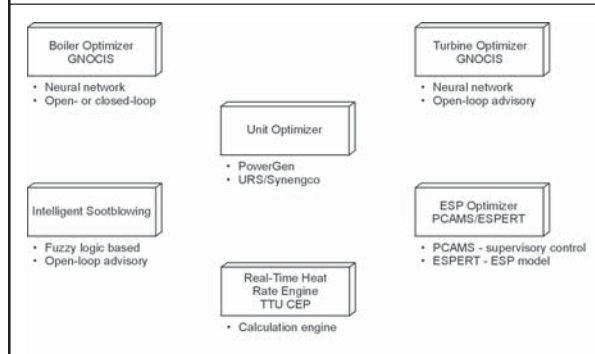 Boiler Optimizer
GNOCIS
• Neural network
• Open- or closed-loop
Turbine Optimizer
GNOCIS
• Neural network
• Open-loop advisory
Unit Optimizer
• PowerGen
• URS/Synengco
Intelligent Sootblowing
• Fuzzy logic based
• Open-loop advisory
ESP Optimizer
PCAMS/ESPERT
• PCAMS - supervisory control
• ESPERT - ESP model
Real-Time Heat
Rate Engine
TTU CEP
• Calculation engine